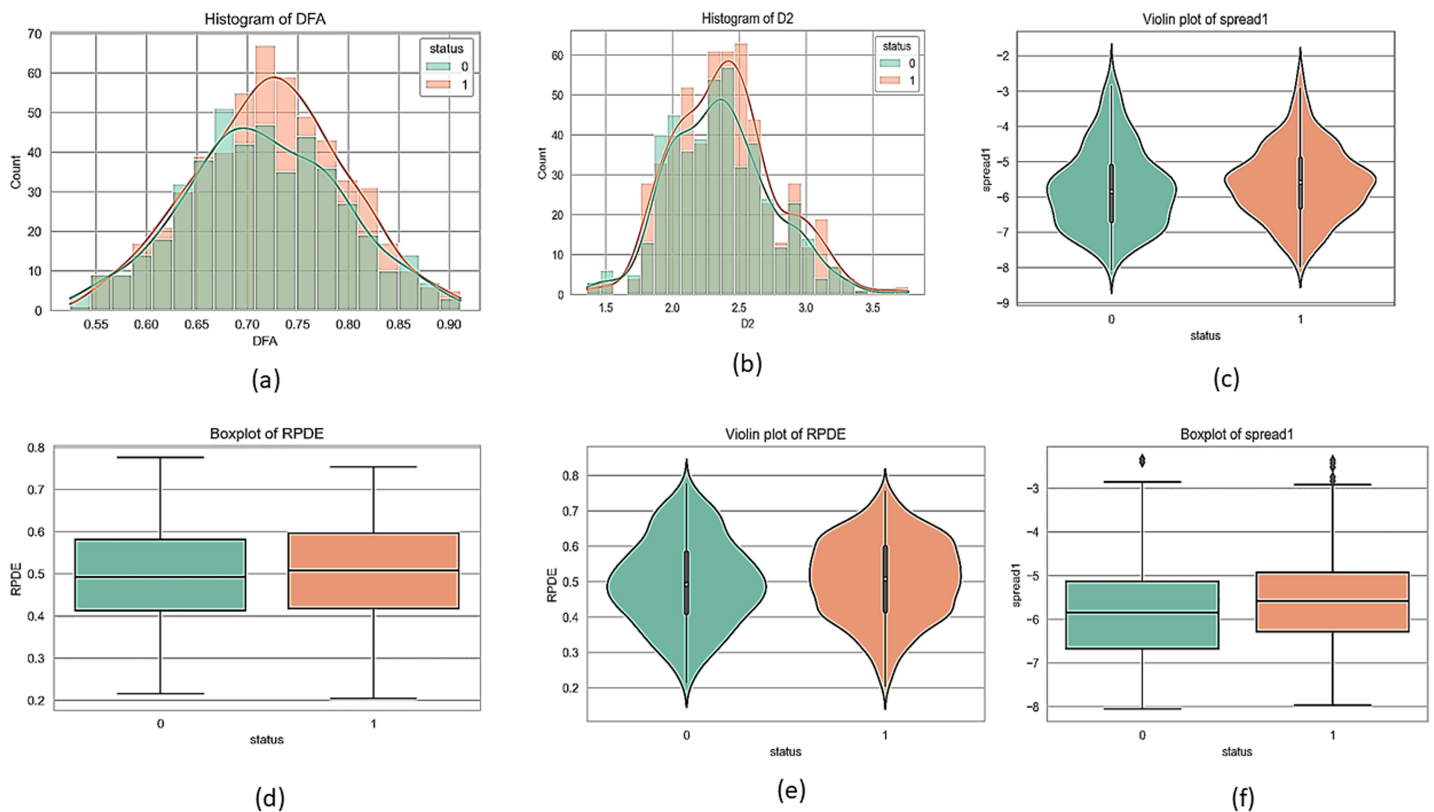 Histogram of DFA
70
60
50
40
30
20
10
0
Count
status
0
1
0.55 0.60 0.65 0.70 0.75 0.80 0.85 0.90
DFA
(a)
Histogram of D2
60
50
40
30
20
10
0
Count
status
0
1
1.5 2.0 2.5 3.0 3.5
D2
(b)
Violin plot of spread1
−2
−3
−4
−5
−6
−7
−8
−9
spread1
0 1
status
(c)
Boxplot of RPDE
0.8
0.7
0.6
0.5
0.4
0.3
0.2
RPDE
0 1
status
(d)
Violin plot of RPDE
0.8
0.7
0.6
0.5
0.4
0.3
0.2
RPDE
0 1
status
(e)
Boxplot of spread1
−3
−4
−5
−6
−7
−8
spread1
0 1
status
(f)